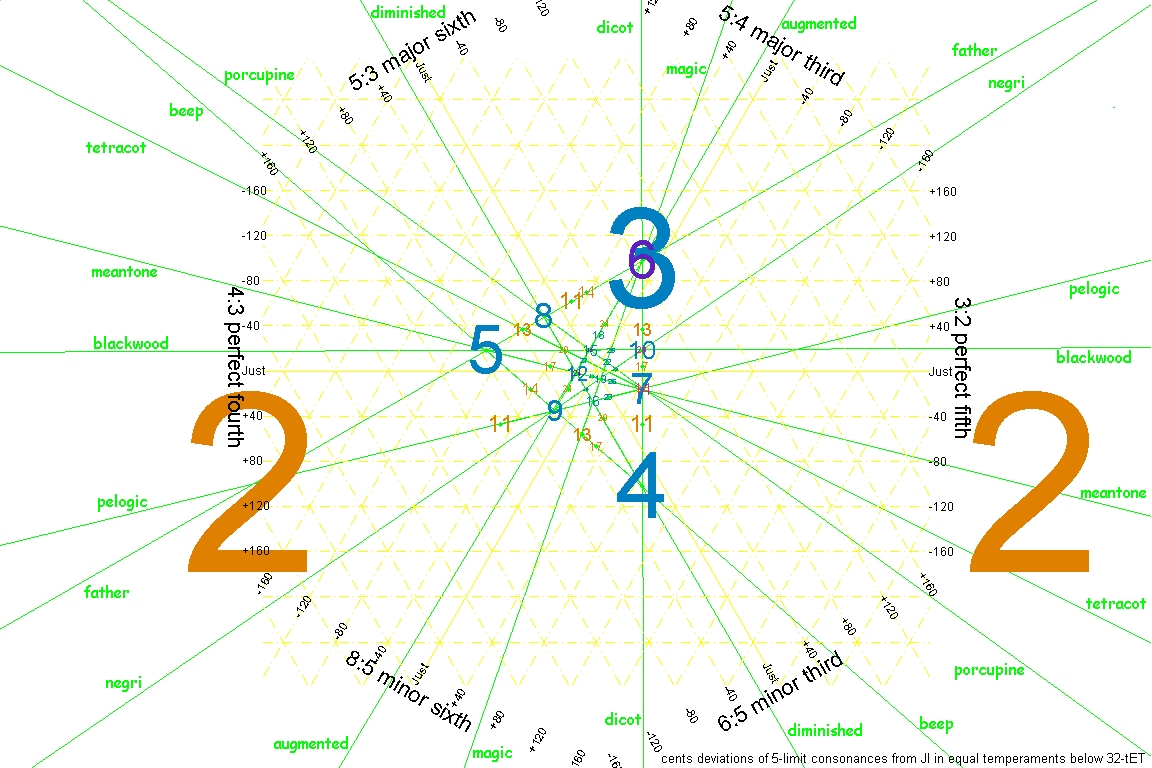 diminished
+120
5:3 major sixth
-80
-40
Just
+40
+80
+120
+160
dicot
+120
+80
+40
Just
5:4 major third
augmented
-40
-80
-120
-160
magic
father
negri
porcupine
beep
tetracot
-160
+160
-120
+120
-80
+80
-40
+40
Just
Just
+40
-40
+80
-80
+120
-120
+160
-160
meantone
pelogic
blackwood
blackwood
4:3 perfect fourth
3:2 perfect fifth
3
6
3
14
11
8
13
13
5
10
17
12
7
14
9
11
11
13
17
4
2
2
pelogic
meantone
father
tetracot
negri
porcupine
augmented
beep
-160
-120
-80
-40
Just
+40
+80
+120
160
8:5 minor sixth
magic
dicot
-120
-80
-40
Just
+40
+80
+120
+160
6:5 minor third
diminished
cents deviations of 5-limit consonances from JI in equal temperaments below 32-tET